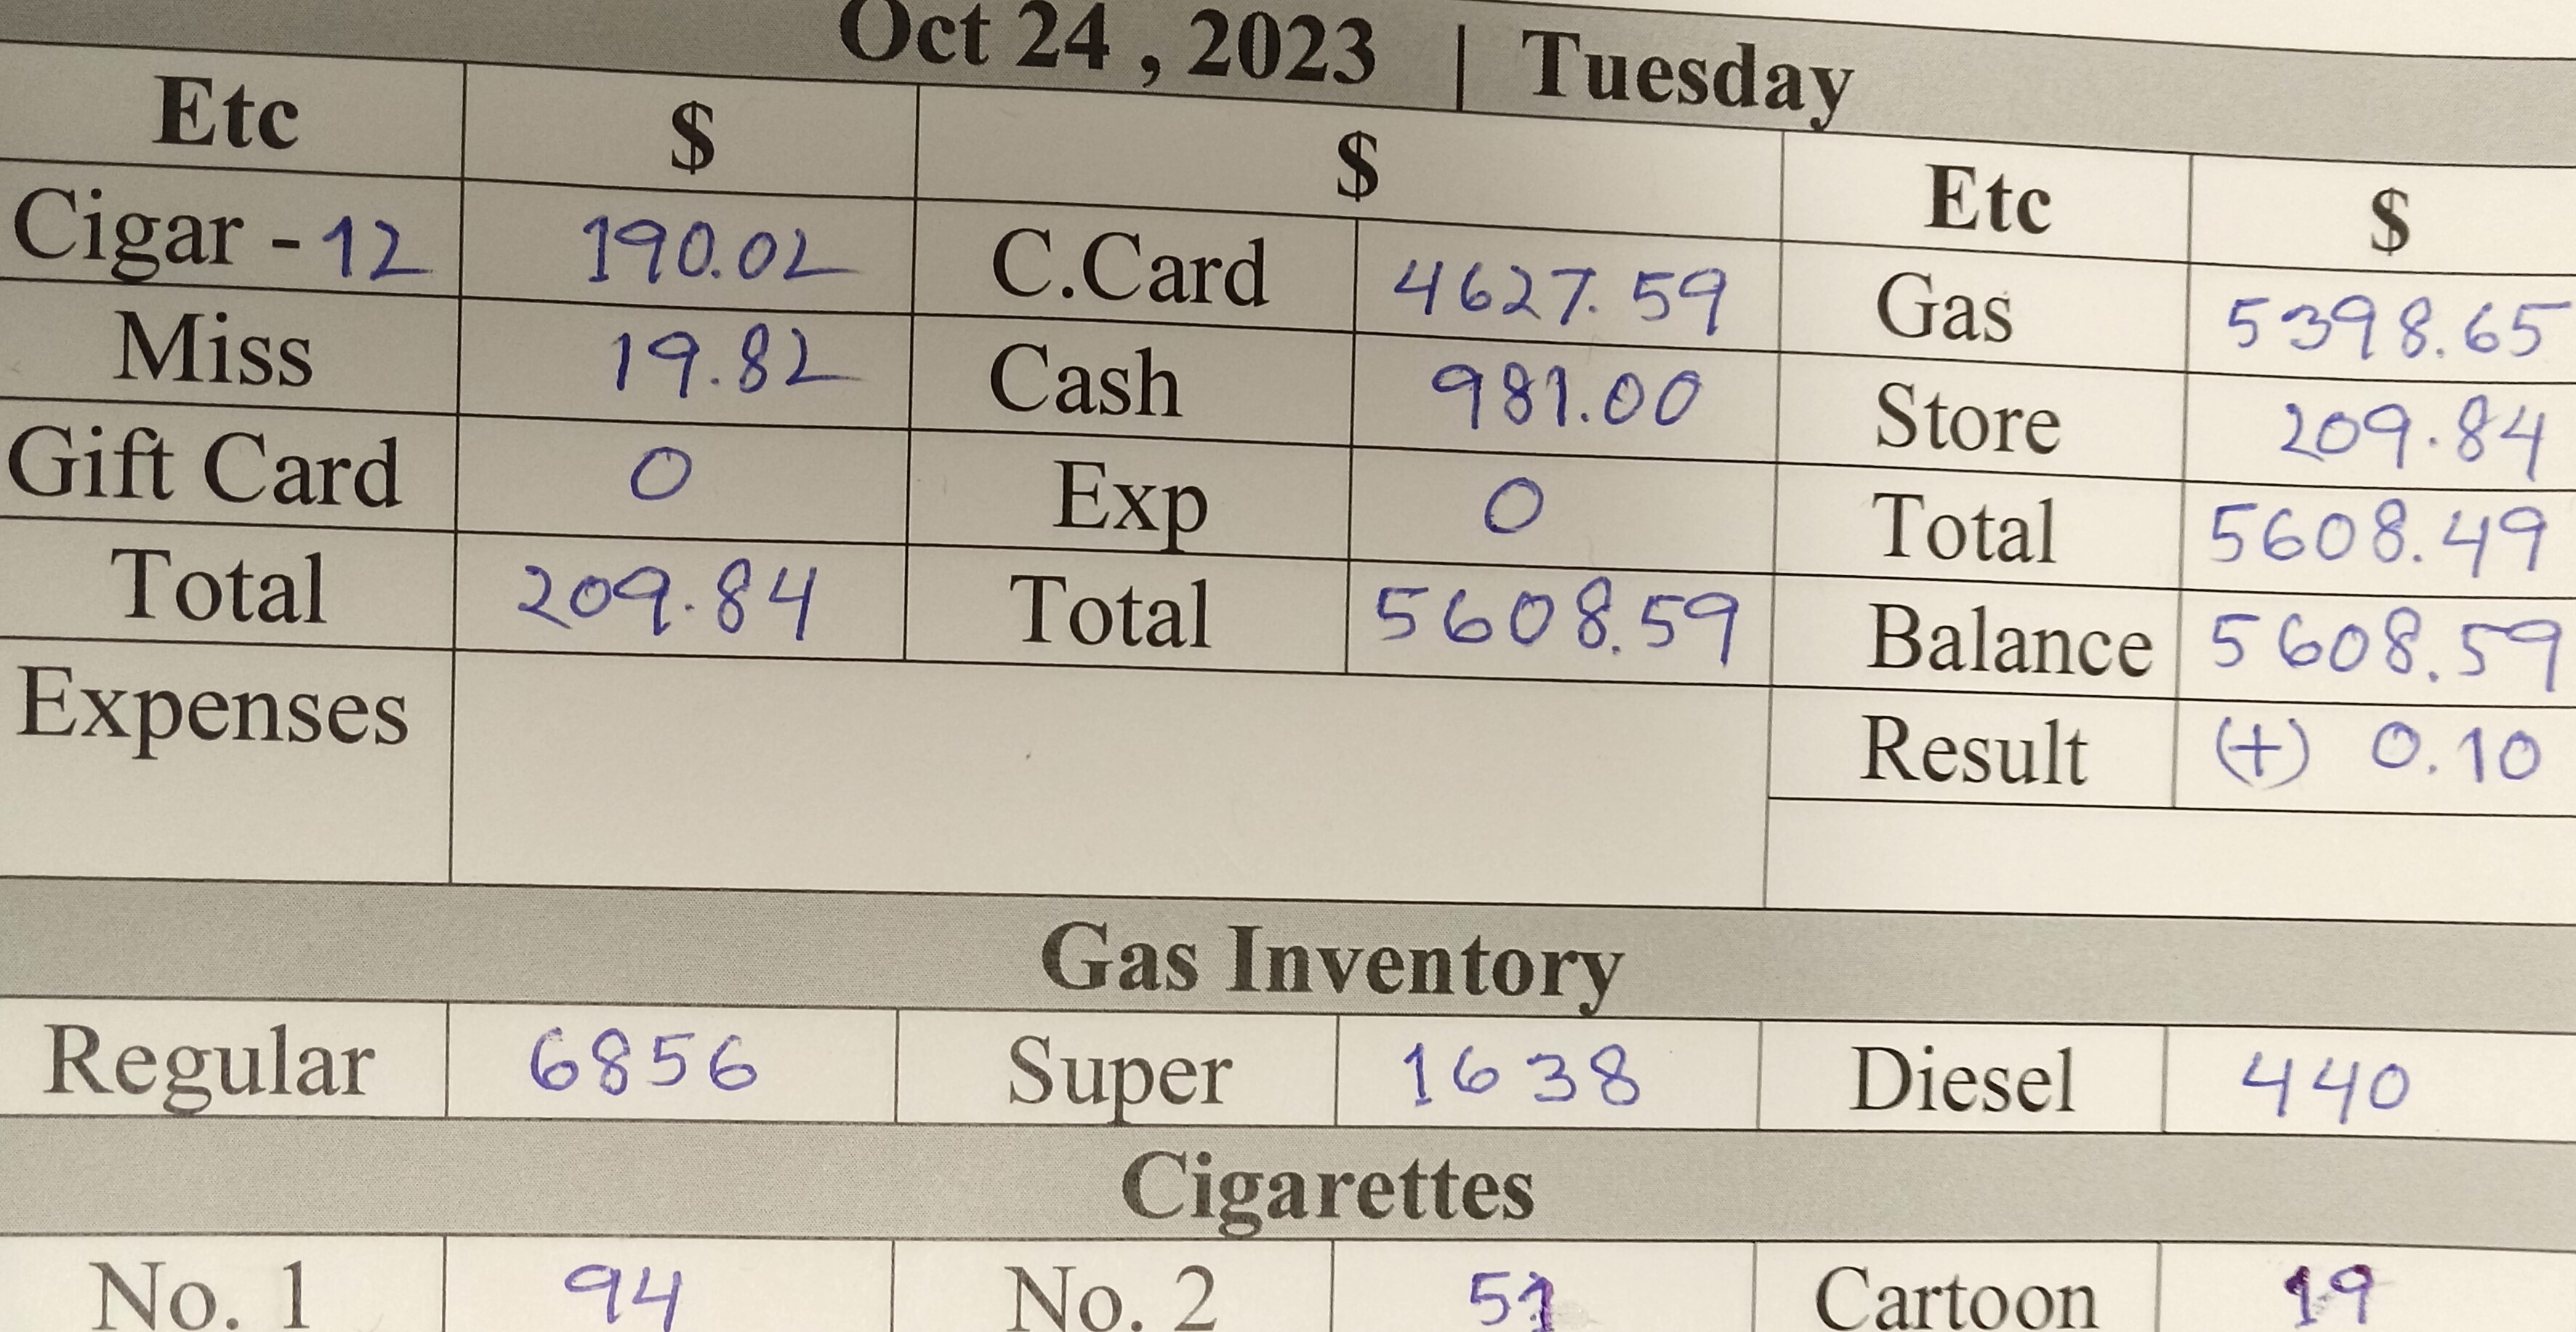 Oct 24 , 2023 | Tuesday
Etc $ $ Etc $
Cigar - 12 190.02 C.Card 4627.59 Gas 5398.65
Miss 19.82 Cash 981.00 Store 209.84
Gift Card 0 Exp 0 Total 5608.49
Total 209.84 Total 5608.59 Balance 5608.59
Expenses Result (+) 0.10
Gas Inventory
Regular 6856 Super 1638 Diesel 440
Cigarettes
No. 1 94 No. 2 51 Cartoon 19